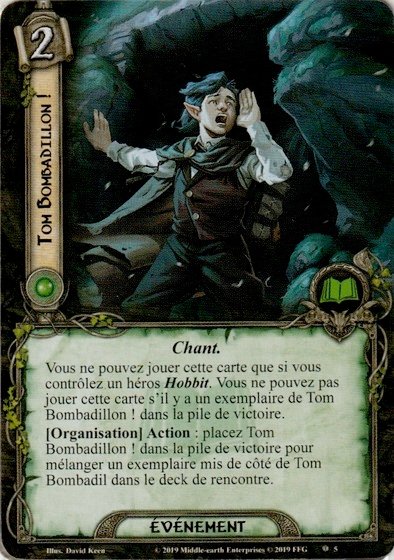 2
TOM BOMBADILLON !
Chant.
Vous ne pouvez jouer cette carte que si vous
contrôlez un héros Hobbit. Vous ne pouvez pas
jouer cette carte s’il y a un exemplaire de Tom
Bombadillon ! dans la pile de victoire.
[Organisation] Action : placez Tom
Bombadillon ! dans la pile de victoire pour
mélanger un exemplaire mis de côté de Tom
Bombadil dans le deck de rencontre.
ÉVÉNEMENT
Illus. David Keen © 2019 Middle-earth Enterprises © 2019 FFG 5